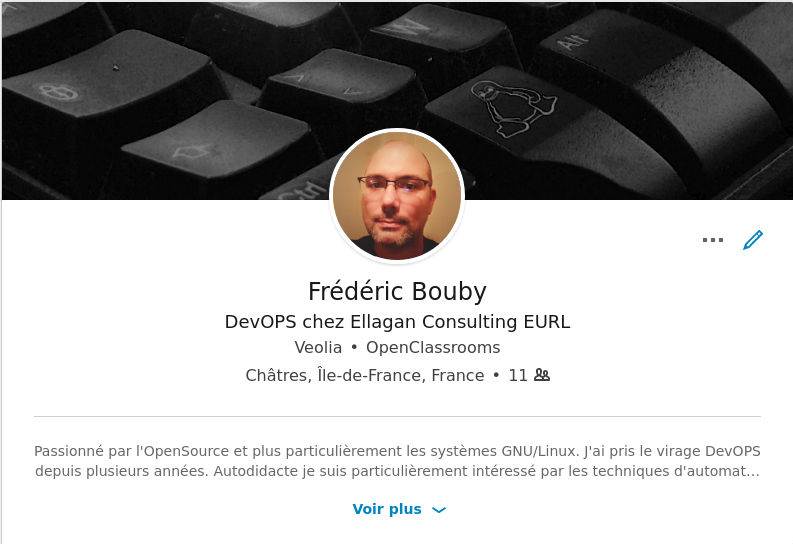 W
Alt
Ctrl
Frédéric Bouby
DevOPS chez Ellagan Consulting EURL
Veolia • OpenClassrooms
Châtres, Île-de-France, France • 11
Passionné par l'OpenSource et plus particulièrement les systèmes GNU/Linux. J'ai pris le virage DevOPS
depuis plusieurs années. Autodidacte je suis particulièrement intéressé par les techniques d'automat...
Voir plus